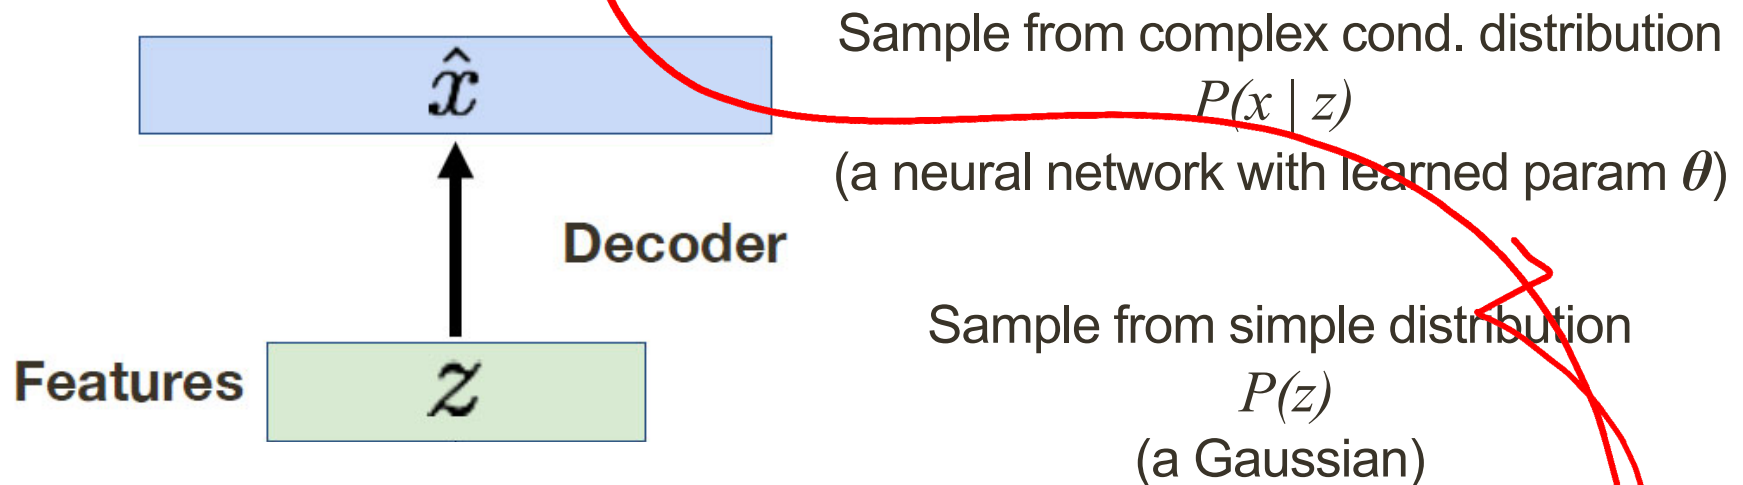 Sample from complex cond. distribution
x̂
P(x | z)
(a neural network with learned param θ)
Decoder
Sample from simple distribution
Features
z
P(z)
(a Gaussian)